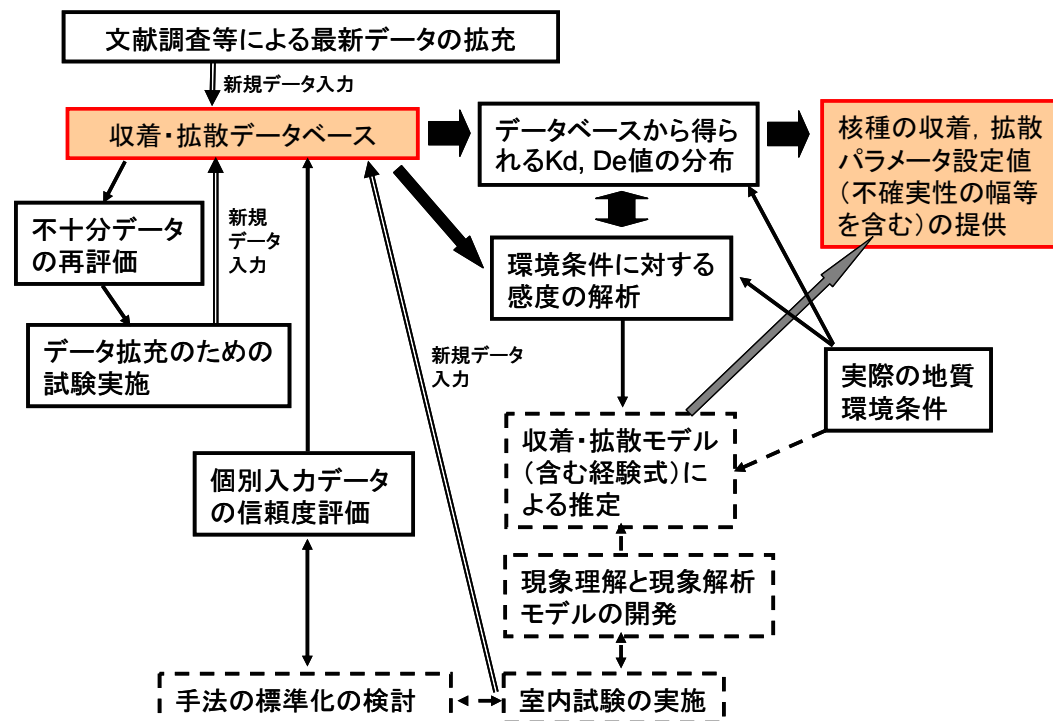 文献調査等による最新データの拡充
新規データ入力
収着・拡散データベース
データベースから得ら
れるKd, De値の分布
核種の収着，拡散
パラメータ設定値
（不確実性の幅等
を含む）の提供
不十分データ
の再評価
新規
データ
入力
環境条件に対する
感度の解析
データ拡充のための
試験実施
新規データ
入力
実際の地質
環境条件
収着・拡散モデル
（含む経験式）に
よる推定
個別入力データ
の信頼度評価
現象理解と現象解析
モデルの開発
手法の標準化の検討
室内試験の実施